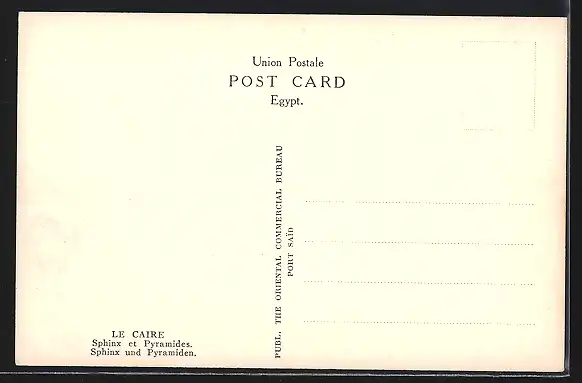 Union Postale
POST CARD
Egypt.
PUBL. THE ORIENTAL COMMERCIAL BUREAU
PORT SAÏD
LE CAIRE
Sphinx et Pyramides.
Sphinx und Pyramiden.